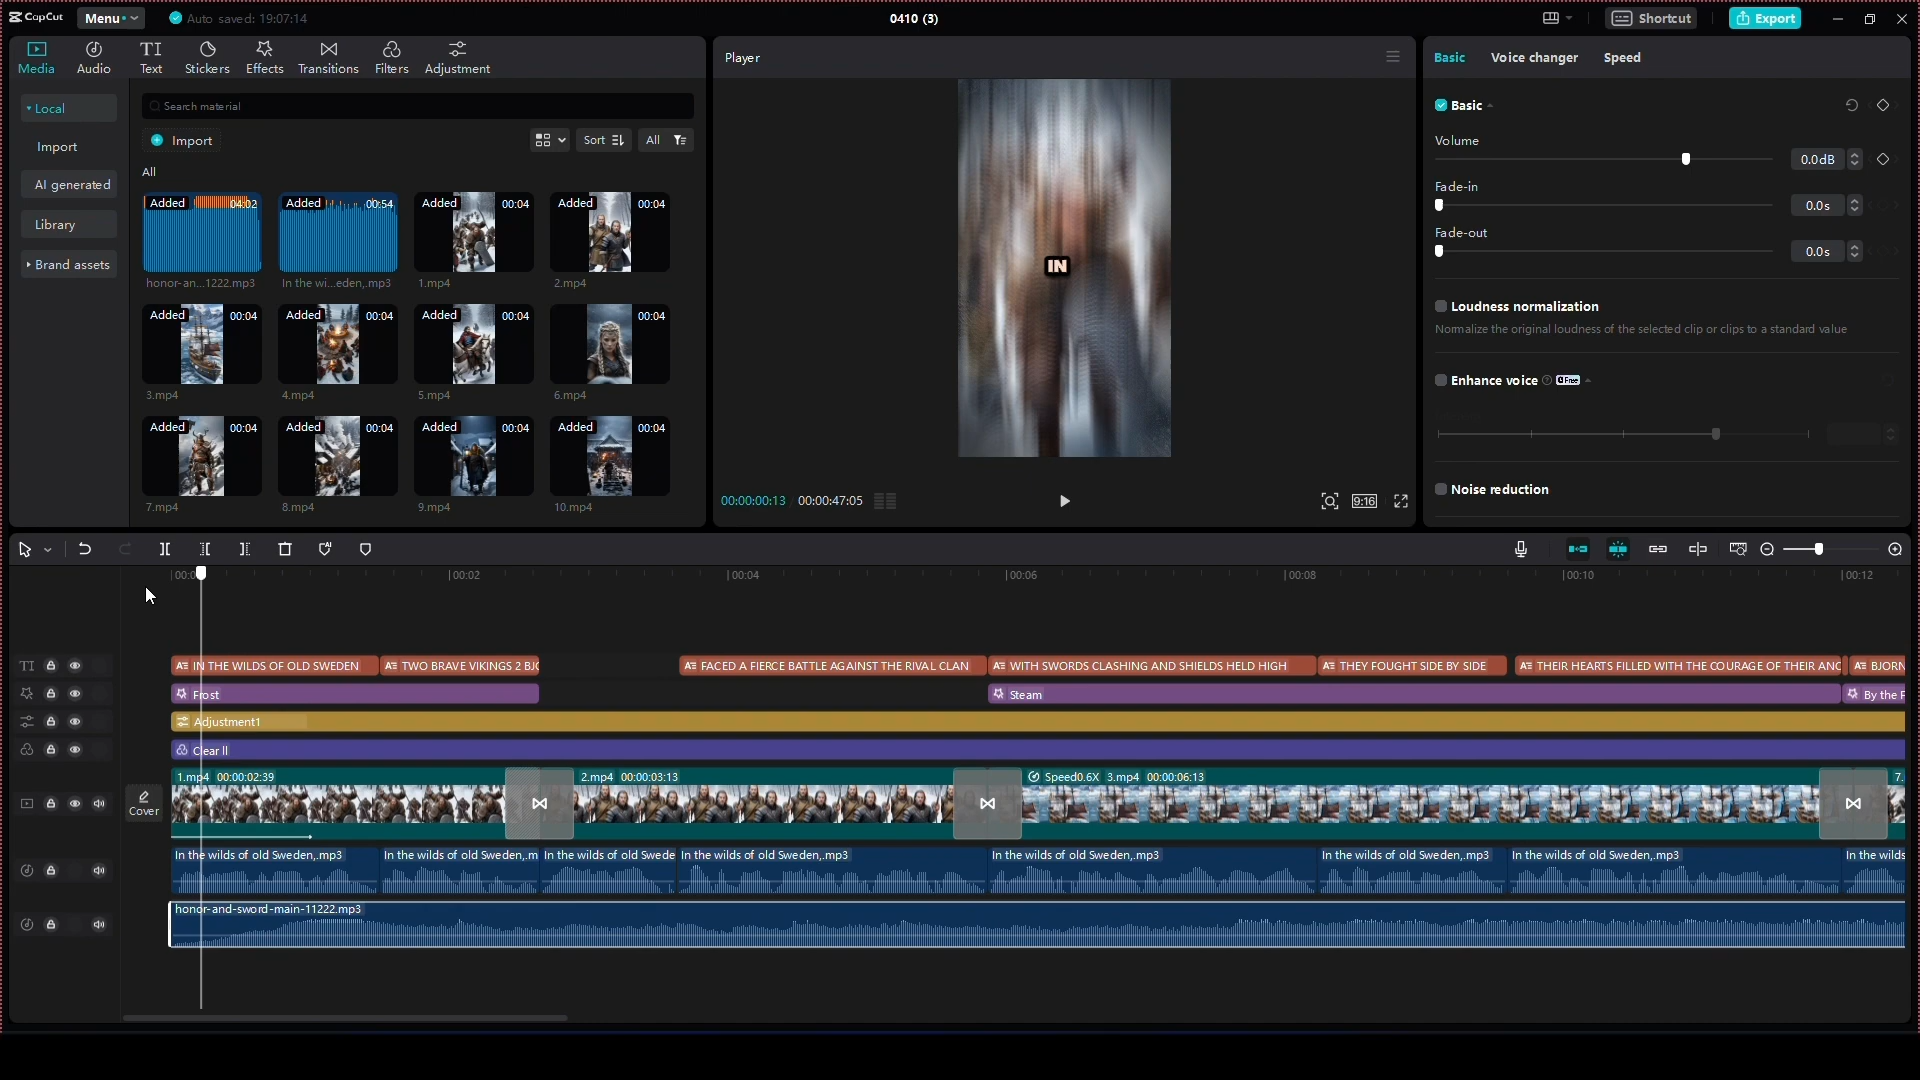 CapCut
Menu
Auto saved: 19:07:14
0410 (3)
Shortcut
Export
Media
Audio
Text
Stickers
Effects
Transitions
Filters
Adjustment
Local
Import
AI generated
Library
Brand assets
Search material
Import
Sort
All
All
Added 04:02
honor-an...1222.mp3
Added 00:54
In the wi...eden,.mp3
Added 00:04
1.mp4
Added 00:04
2.mp4
Added 00:04
3.mp4
Added 00:04
4.mp4
Added 00:04
5.mp4
00:04
6.mp4
Added 00:04
7.mp4
Added 00:04
8.mp4
Added 00:04
9.mp4
Added 00:04
10.mp4
Player
IN
00:00:00:13 00:00:47:05
9:16
Basic
Voice changer
Speed
Basic
Volume
0.0dB
Fade-in
0.0s
Fade-out
0.0s
Loudness normalization
Normalize the original loudness of the selected clip or clips to a standard value
Enhance voice Free
Noise reduction
00:02
00:04
00:06
00:08
00:10
00:12
TI
IN THE WILDS OF OLD SWEDEN
TWO BRAVE VIKINGS 2 BJO
FACED A FIERCE BATTLE AGAINST THE RIVAL CLAN
WITH SWORDS CLASHING AND SHIELDS HELD HIGH
THEY FOUGHT SIDE BY SIDE
THEIR HEARTS FILLED WITH THE COURAGE OF THEIR ANC
BJORN
Frost
Steam
By the F
Adjustment1
Clear II
Cover
1.mp4 00:00:02:39
2.mp4 00:00:03:13
Speed0.6X 3.mp4 00:00:06:13
7.
In the wilds of old Sweden,.mp3
In the wilds of old Sweden,.m
In the wilds of old Swede
In the wilds of old Sweden,.mp3
In the wilds of old Sweden,.mp3
In the wilds of old Sweden,.mp3
In the wilds of old Sweden,.mp3
In the wilds
honor-and-sword-main-11222.mp3